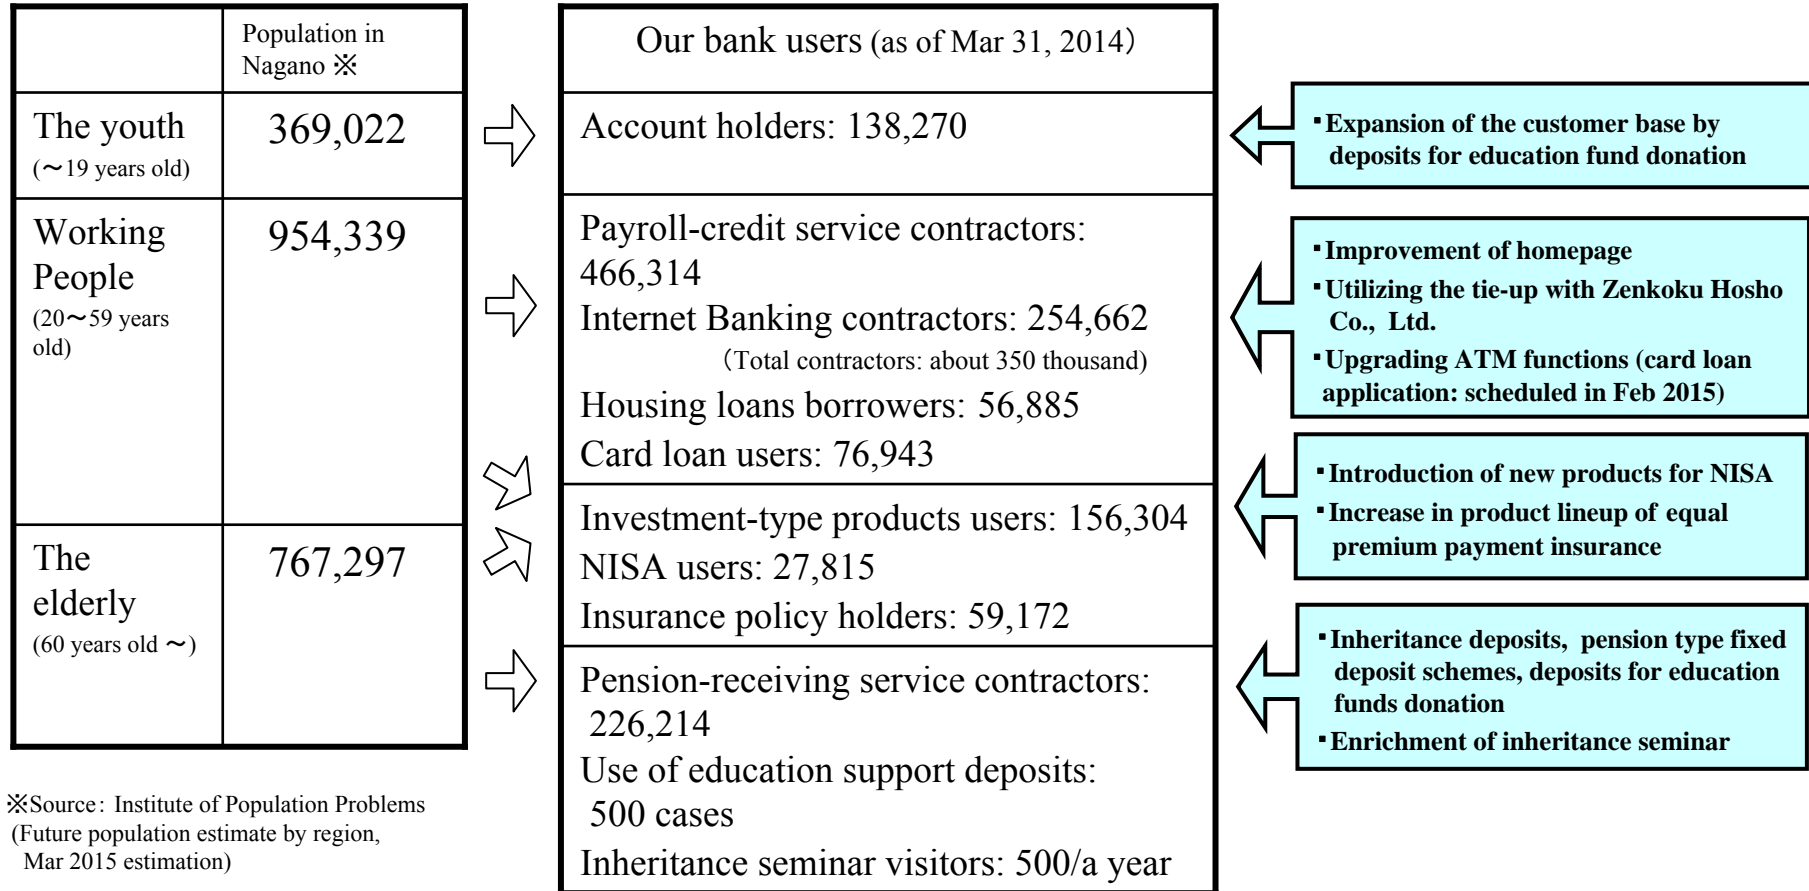 Population in
Nagano ※
The youth
(～19 years old)
369,022
Working
People
(20～59 years
old)
954,339
The
elderly
(60 years old ～)
767,297
※Source: Institute of Population Problems
(Future population estimate by region,
Mar 2015 estimation)
Our bank users (as of Mar 31, 2014）
Account holders: 138,270
Payroll-credit service contractors:
466,314
Internet Banking contractors: 254,662
（Total contractors: about 350 thousand)
Housing loans borrowers: 56,885
Card loan users: 76,943
Investment-type products users: 156,304
NISA users: 27,815
Insurance policy holders: 59,172
Pension-receiving service contractors:
226,214
Use of education support deposits:
500 cases
Inheritance seminar visitors: 500/a year
▪Expansion of the customer base by
deposits for education fund donation
▪Improvement of homepage
▪Utilizing the tie-up with Zenkoku Hosho
Co., Ltd.
▪Upgrading ATM functions (card loan
application: scheduled in Feb 2015)
▪Introduction of new products for NISA
▪Increase in product lineup of equal
premium payment insurance
▪Inheritance deposits, pension type fixed
deposit schemes, deposits for education
funds donation
▪Enrichment of inheritance seminar